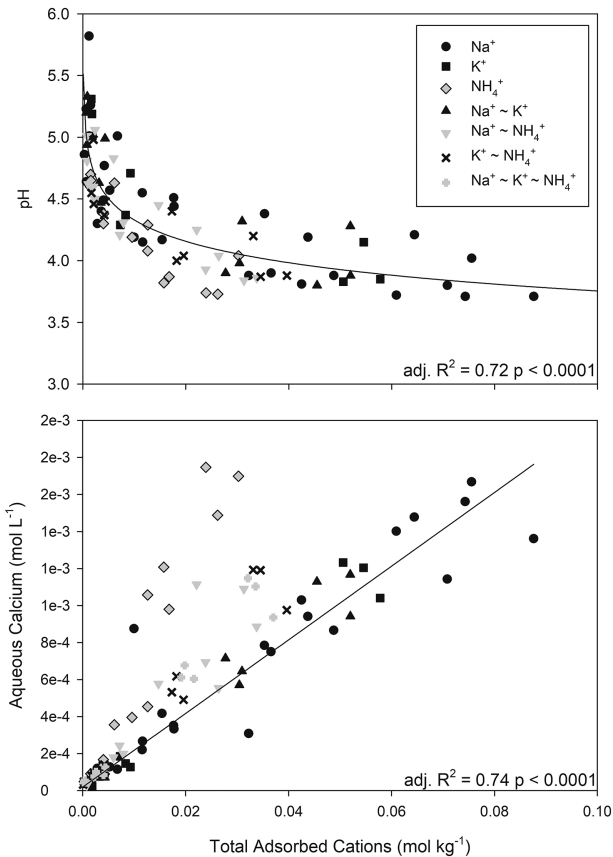 6.0
5.5
5.0
4.5
4.0
3.5
3.0
pH
Na⁺
K⁺
NH₄⁺
Na⁺ ~ K⁺
Na⁺ ~ NH₄⁺
K⁺ ~ NH₄⁺
Na⁺ ~ K⁺ ~ NH₄⁺
adj. R² = 0.72 p < 0.0001
2e-3
2e-3
2e-3
1e-3
1e-3
1e-3
8e-4
6e-4
4e-4
2e-4
0
Aqueous Calcium (mol L⁻¹)
adj. R² = 0.74 p < 0.0001
0.00 0.02 0.04 0.06 0.08 0.10
Total Adsorbed Cations (mol kg⁻¹)